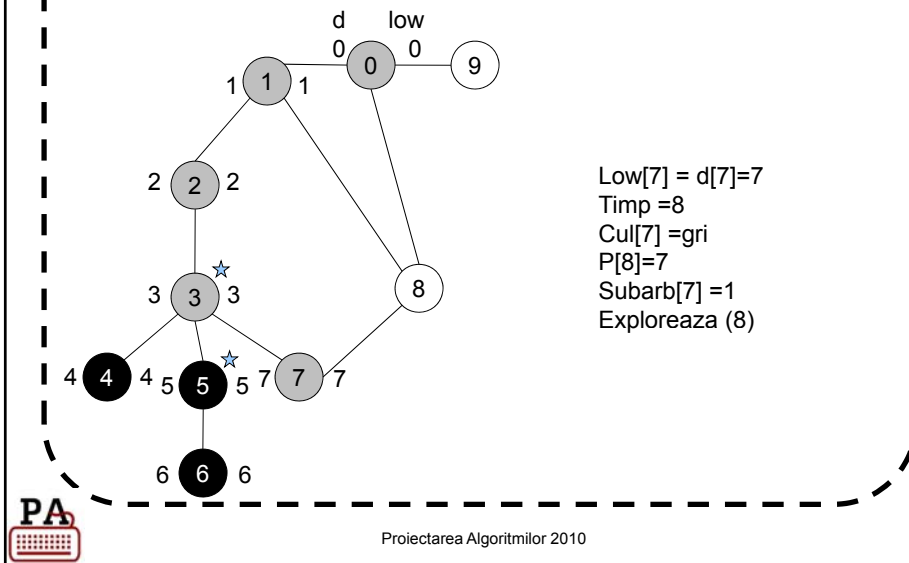 d low
0 0
0
9
1 1 1
2 2 2
Low[7] = d[7]=7
Timp =8
Cul[7] =gri
P[8]=7
Subarb[7] =1
Exploreaza (8)
8
3 3 3
4 4 4 5 5 5 7 7 7
6 6 6
PA
Proiectarea Algoritmilor 2010